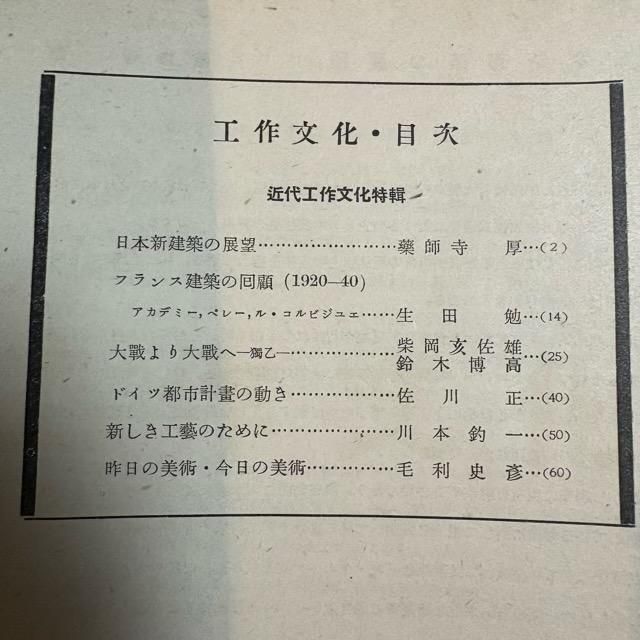 工作文化・目次
近代工作文化特輯
日本新建築の展望……………………藥師寺厚…(2)
フランス建築の回顧 (1920—40)
アカデミー,ペレー,ル・コルビジュエ……生田勉…(14)
大戰より大戰へ—獨乙—………………柴岡亥佐雄
鈴木博高…(25)
ドイツ都市計畫の動き………………佐川正…(40)
新しき工藝のために…………………川本釣一…(50)
昨日の美術・今日の美術……………毛利史彥…(60)